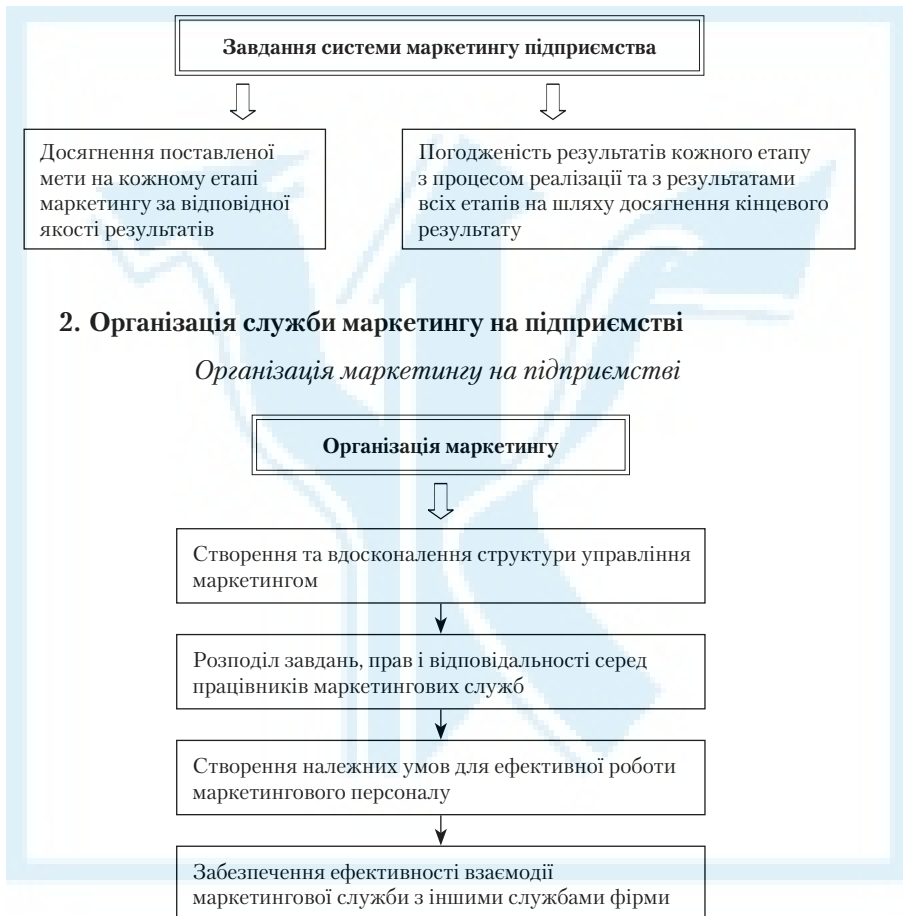 Завдання системи маркетингу підприємства
Досягнення поставленої
мети на кожному етапі
маркетингу за відповідної
якості результатів
Погодженість результатів кожного етапу
з процесом реалізації та з результатами
всіх етапів на шляху досягнення кінцевого
результату
2. Організація служби маркетингу на підприємстві
Організація маркетингу на підприємстві
Організація маркетингу
Створення та вдосконалення структури управління
маркетингом
Розподіл завдань, прав і відповідальності серед
працівників маркетингових служб
Створення належних умов для ефективної роботи
маркетингового персоналу
Забезпечення ефективності взаємодії
маркетингової служби з іншими службами фірми